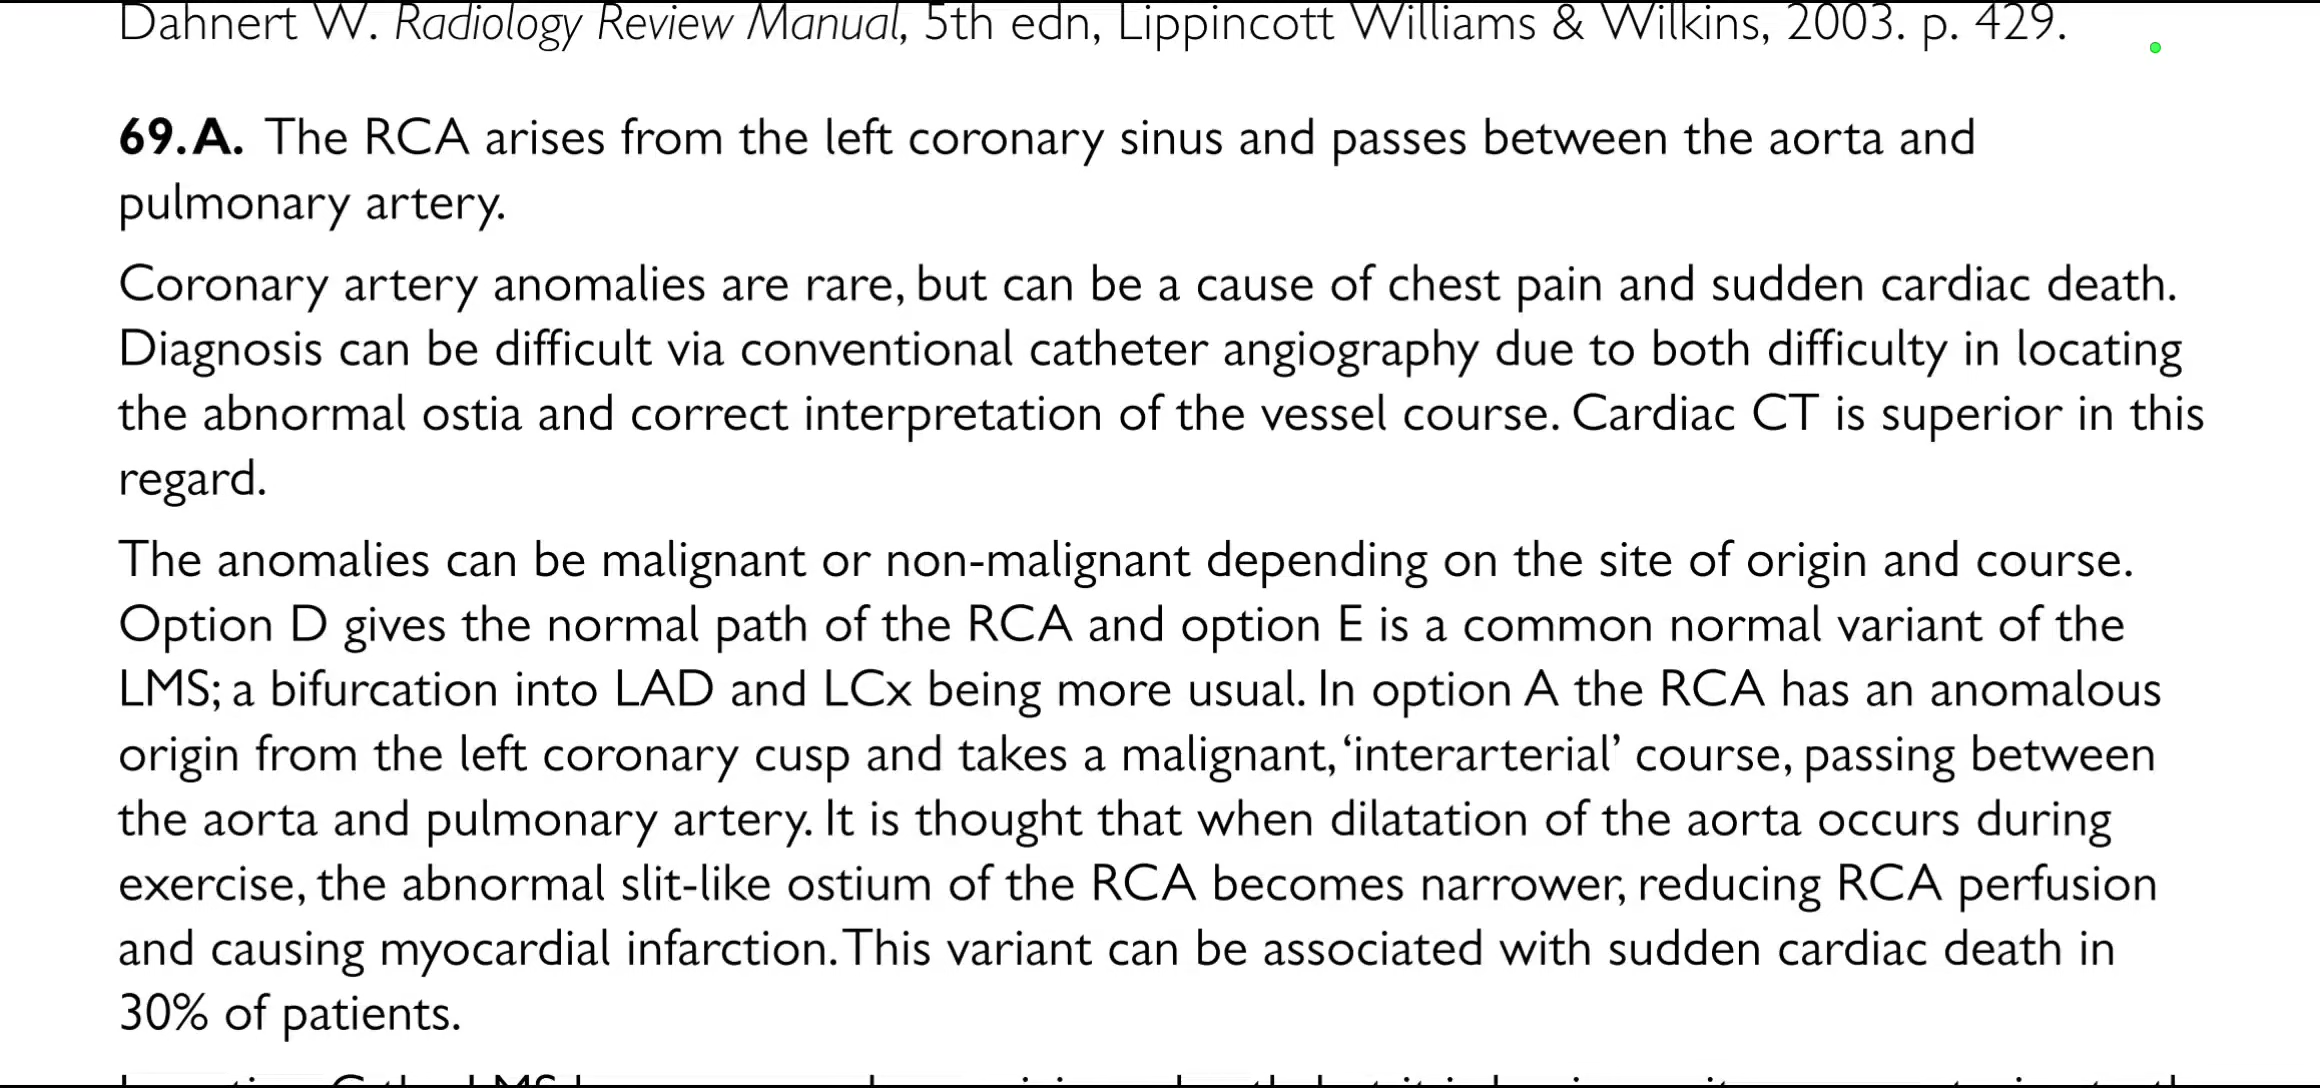 Dahnert W. Radiology Review Manual, 5th edn, Lippincott Williams & Wilkins, 2003. p. 429.
69. A. The RCA arises from the left coronary sinus and passes between the aorta and
pulmonary artery.
Coronary artery anomalies are rare, but can be a cause of chest pain and sudden cardiac death.
Diagnosis can be difficult via conventional catheter angiography due to both difficulty in locating
the abnormal ostia and correct interpretation of the vessel course. Cardiac CT is superior in this
regard.
The anomalies can be malignant or non-malignant depending on the site of origin and course.
Option D gives the normal path of the RCA and option E is a common normal variant of the
LMS; a bifurcation into LAD and LCx being more usual. In option A the RCA has an anomalous
origin from the left coronary cusp and takes a malignant, ‘interarterial’ course, passing between
the aorta and pulmonary artery. It is thought that when dilatation of the aorta occurs during
exercise, the abnormal slit-like ostium of the RCA becomes narrower, reducing RCA perfusion
and causing myocardial infarction. This variant can be associated with sudden cardiac death in
30% of patients.